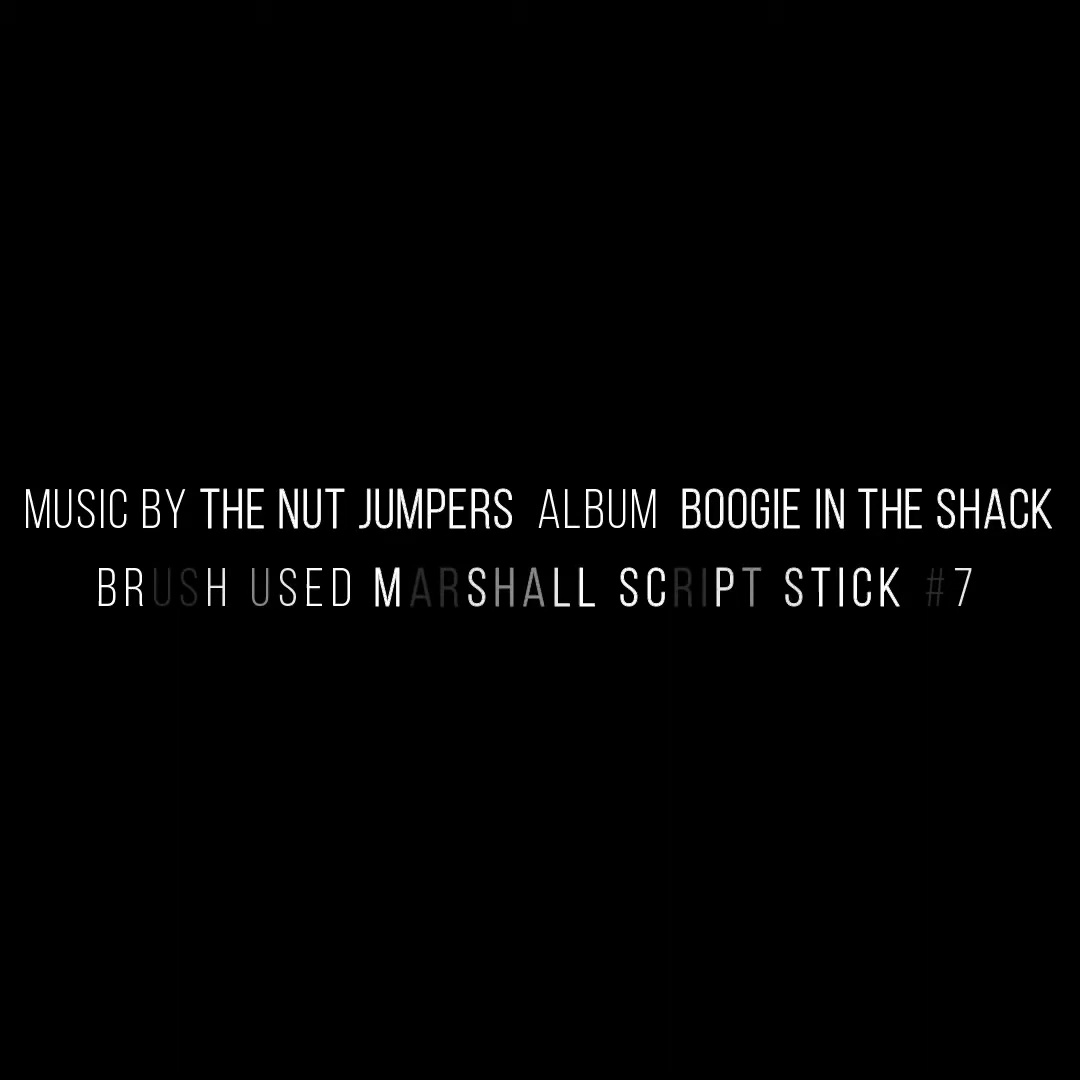 MUSIC BY THE NUT JUMPERS ALBUM BOOGIE IN THE SHACK
BRUSH USED MARSHALL SCRIPT STICK #7